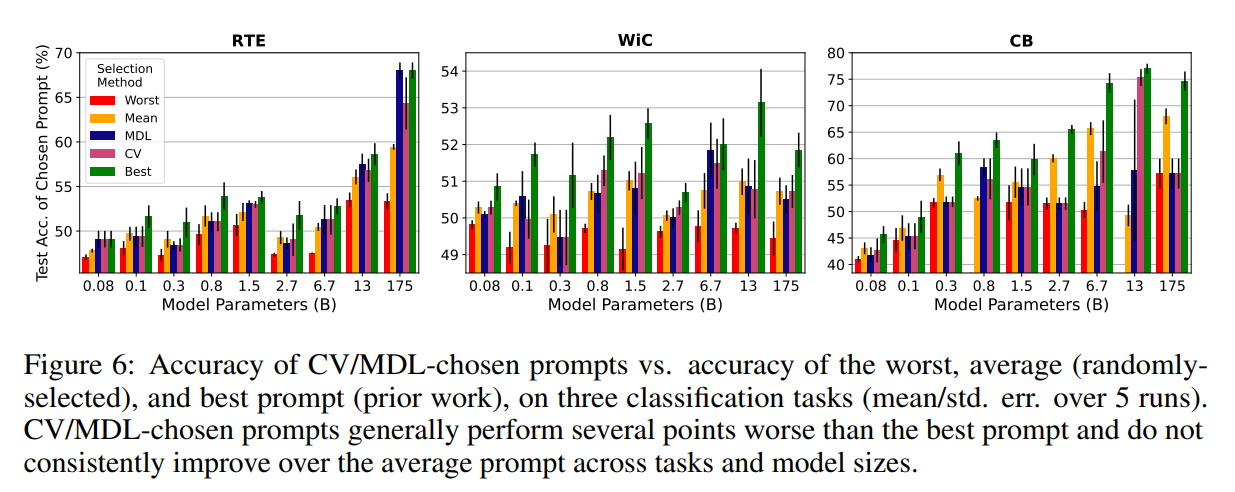 RTE
WiC
CB
Test Acc. of Chosen Prompt (%)
70
65
60
55
50
Selection
Method
Worst
Mean
MDL
CV
Best
0.08 0.1 0.3 0.8 1.5 2.7 6.7 13 175
Model Parameters (B)
54
53
52
51
50
49
0.08 0.1 0.3 0.8 1.5 2.7 6.7 13 175
Model Parameters (B)
80
75
70
65
60
55
50
45
40
0.08 0.1 0.3 0.8 1.5 2.7 6.7 13 175
Model Parameters (B)
Figure 6: Accuracy of CV/MDL-chosen prompts vs. accuracy of the worst, average (randomly-
selected), and best prompt (prior work), on three classification tasks (mean/std. err. over 5 runs).
CV/MDL-chosen prompts generally perform several points worse than the best prompt and do not
consistently improve over the average prompt across tasks and model sizes.